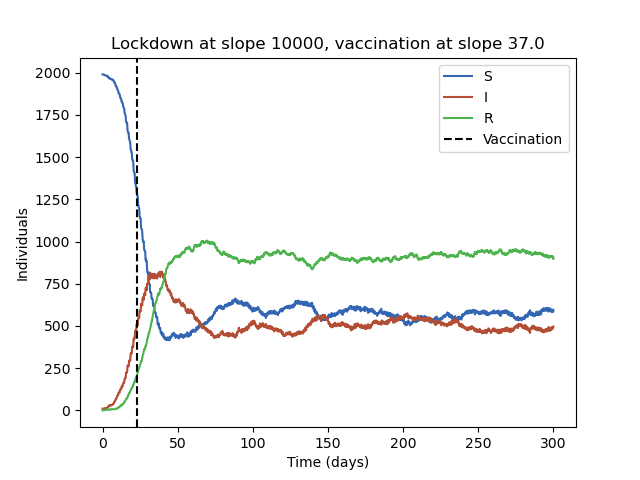 Lockdown at slope 10000, vaccination at slope 37.0
Individuals
2000
1750
1500
1250
1000
750
500
250
0
S
I
R
Vaccination
0 50 100 150 200 250 300
Time (days)